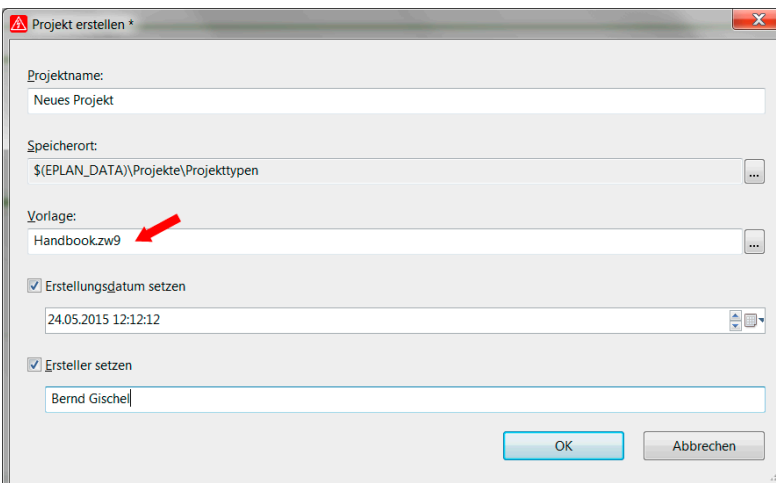 Projekt erstellen *
Projektname:
Neues Projekt
Speicherort:
$(EPLAN_DATA)\Projekte\Projekttypen
...
Vorlage:
Handbook.zw9
...
Erstellungsdatum setzen
24.05.2015 12:12:12
Ersteller setzen
Bernd Gischel
OK Abbrechen